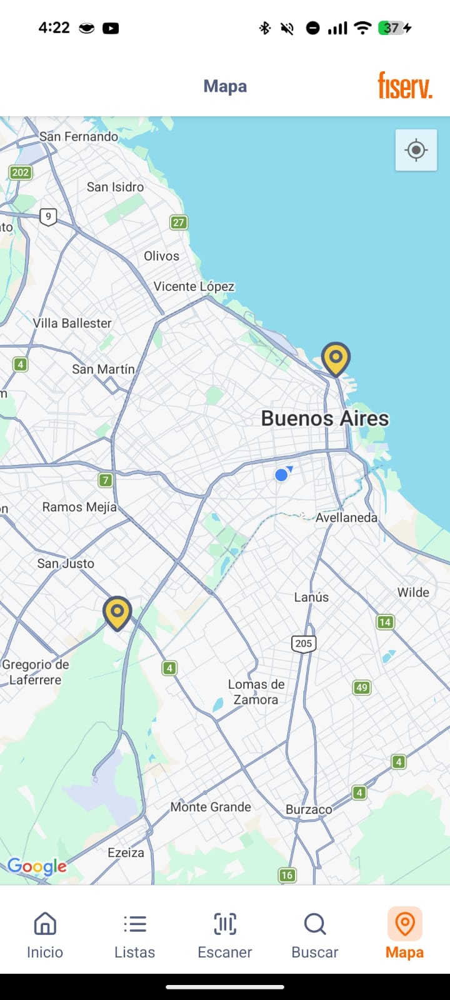 4:22
37
Mapa
fiserv.
San Fernando
202
San Isidro
9
27
Olivos
Vicente López
Villa Ballester
4
San Martín
Buenos Aires
7
Ramos Mejía
Avellaneda
San Justo
Lanús
Wilde
14
205
Gregorio de
Laferrere
4
Lomas de
Zamora
49
4
4
Monte Grande
Burzaco
Ezeiza
Google
16
Inicio
Listas
Escaner
Buscar
Mapa